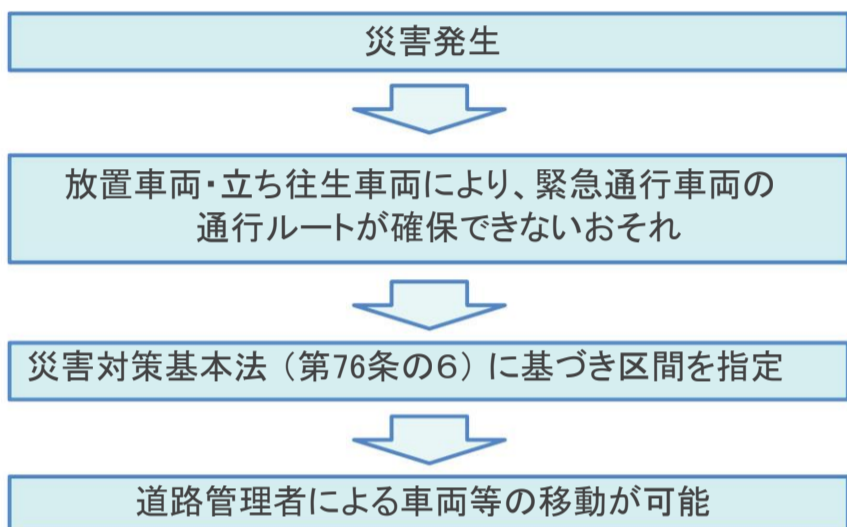 災害発生
放置車両・立ち往生車両により、緊急通行車両の
通行ルートが確保できないおそれ
災害対策基本法（第76条の６）に基づき区間を指定
道路管理者による車両等の移動が可能